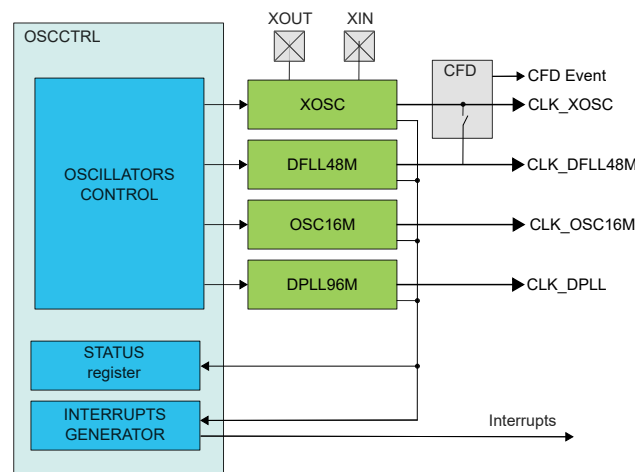 XOUT
XIN
OSCCTRL
CFD
CFD Event
XOSC
CLK_XOSC
OSCILLATORS
CONTROL
DFLL48M
CLK_DFLL48M
OSC16M
CLK_OSC16M
DPLL96M
CLK_DPLL
STATUS
register
INTERRUPTS
GENERATOR
Interrupts